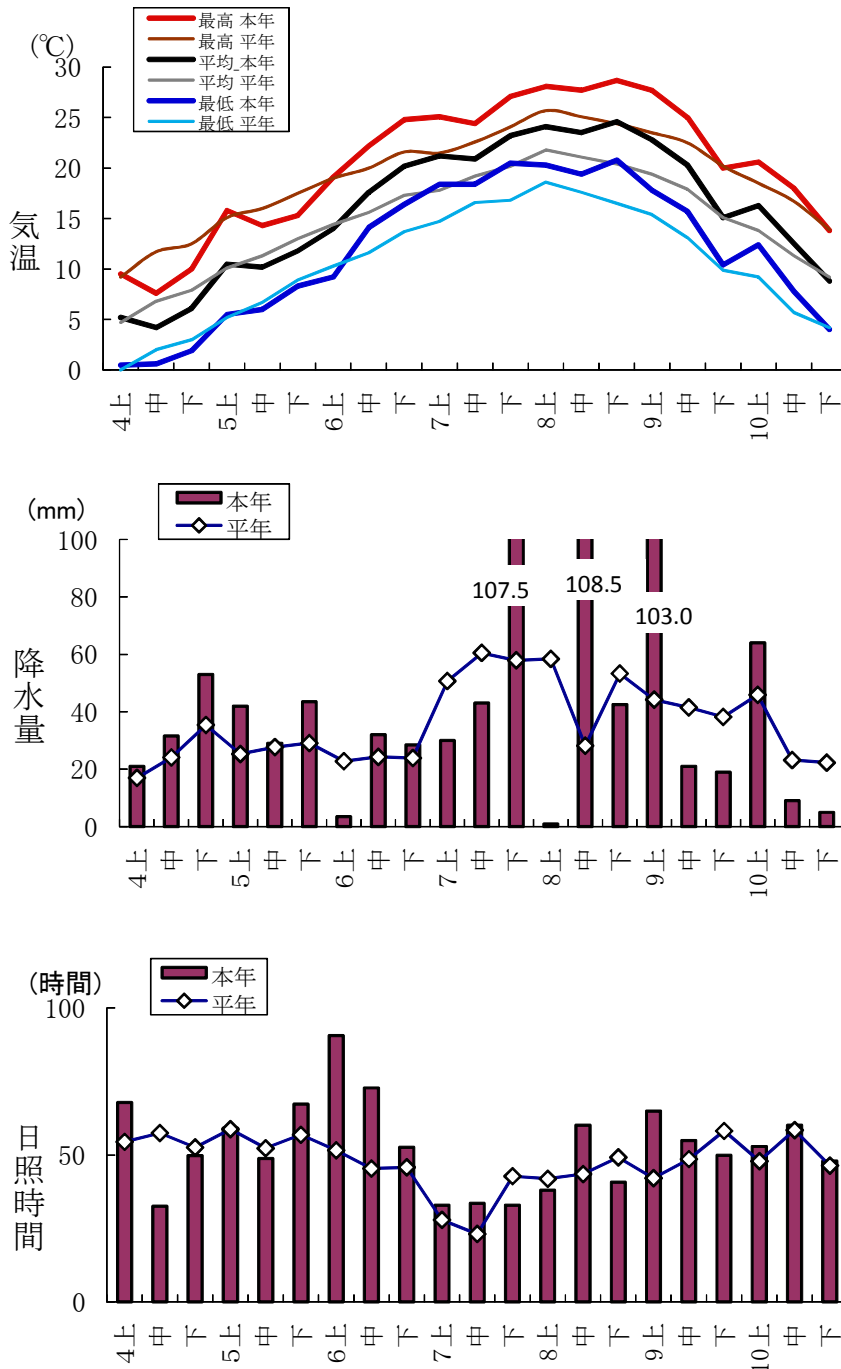 最高 本年
最高 平年
平均_本年
平均 平年
最低 本年
最低 平年
(℃)
30
25
20
15
10
5
0
気温
4上 中 下 5上 中 下 6上 中 下 7上 中 下 8上 中 下 9上 中 下 10上 中 下
本年
平年
(mm)
100
80
60
40
20
0
降水量
107.5
108.5
103.0
4上 中 下 5上 中 下 6上 中 下 7上 中 下 8上 中 下 9上 中 下 10上 中 下
本年
平年
(時間)
100
50
0
日照時間
4上 中 下 5上 中 下 6上 中 下 7上 中 下 8上 中 下 9上 中 下 10上 中 下